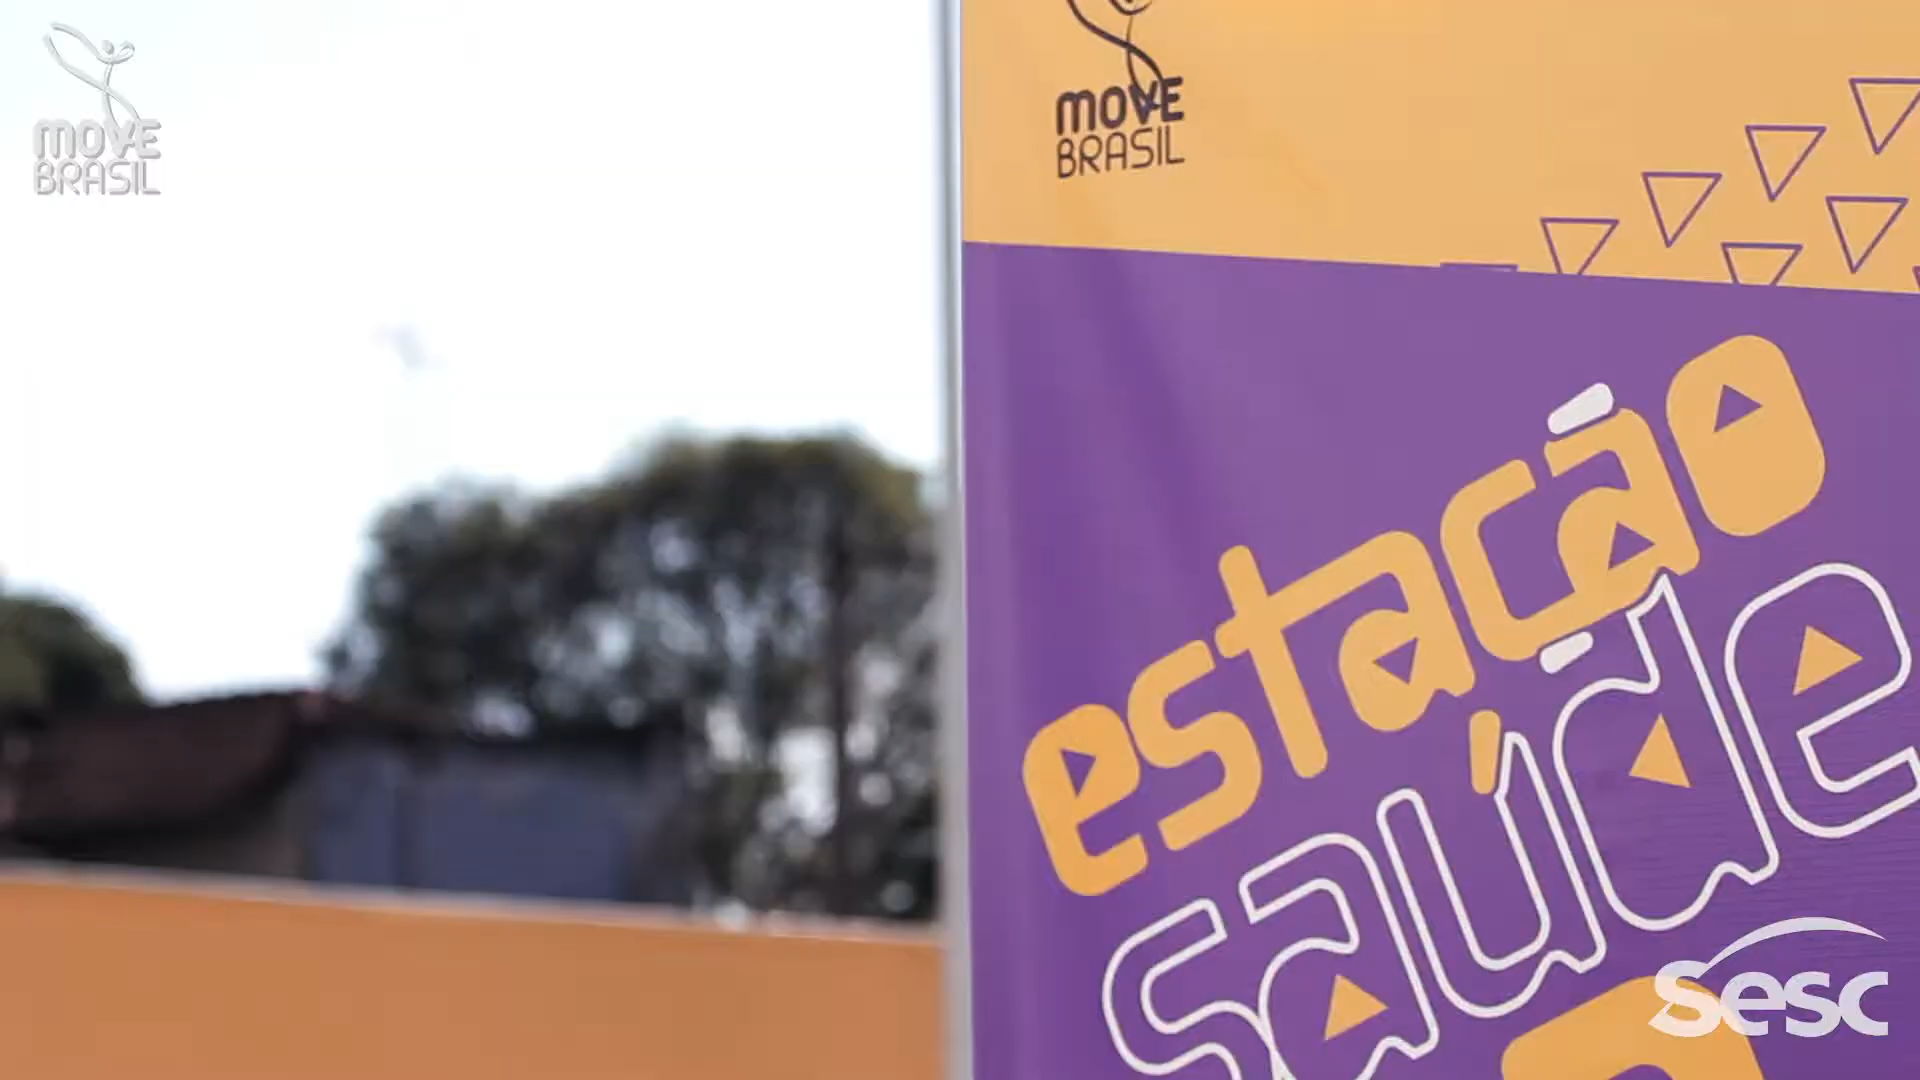 MOVE
BRASIL
MOVE
BRASIL
estação
saúde
sesc